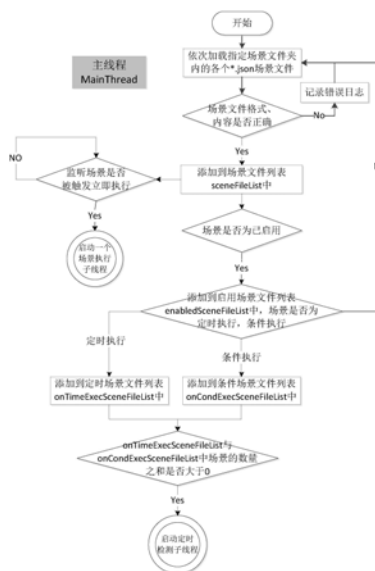 开始
主线程
MainThread
依次加载指定场景文件夹
内的各个*.json场景文件
记录错误日志
场景文件格式、
内容是否正确
No
Yes
NO
监听场景是否
被触发立即执行
添加到场景文件列表
sceneFileList中
Yes
启动一个
场景执行
子线程
场景是否为已启用
Yes
添加到启用场景文件列表
enabledSceneFileList中，场景是否为
定时执行，条件执行
定时执行
条件执行
添加到定时场景文件列表
onTimeExecSceneFileList中
添加到条件场景文件列表
onCondExecSceneFileList中
onTimeExecSceneFileList与
onCondExecSceneFileList中场景的数量
之和是否大于0
Yes
启动定时
检测子线程